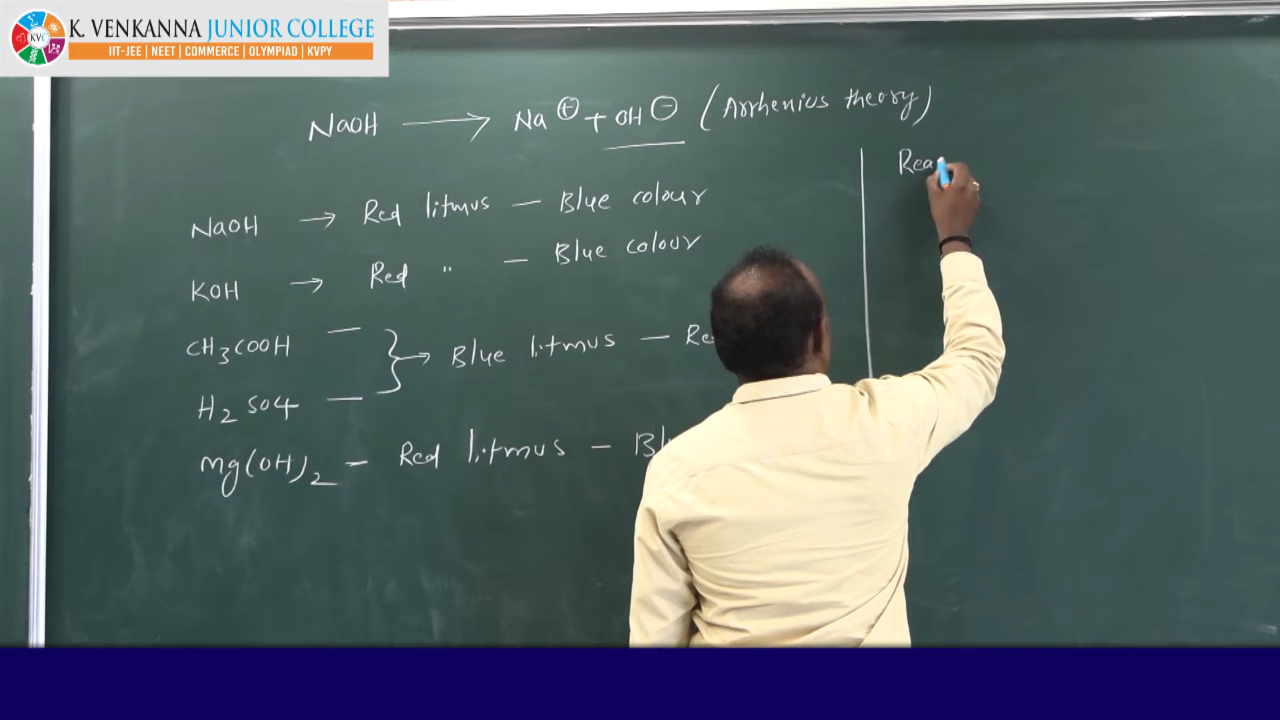 K. VENKANNA JUNIOR COLLEGE
KVC
IIT-JEE | NEET | COMMERCE | OLYMPIAD | KVPY
NaOH → Na⊕ + OH⊖ (Arrhenius theory)
NaOH → Red litmus – Blue colour
KOH → Red " – Blue colour
CH3COOH –
} → Blue litmus – Re
H2SO4 –
Mg(OH)2 – Red litmus – Bl
Rea